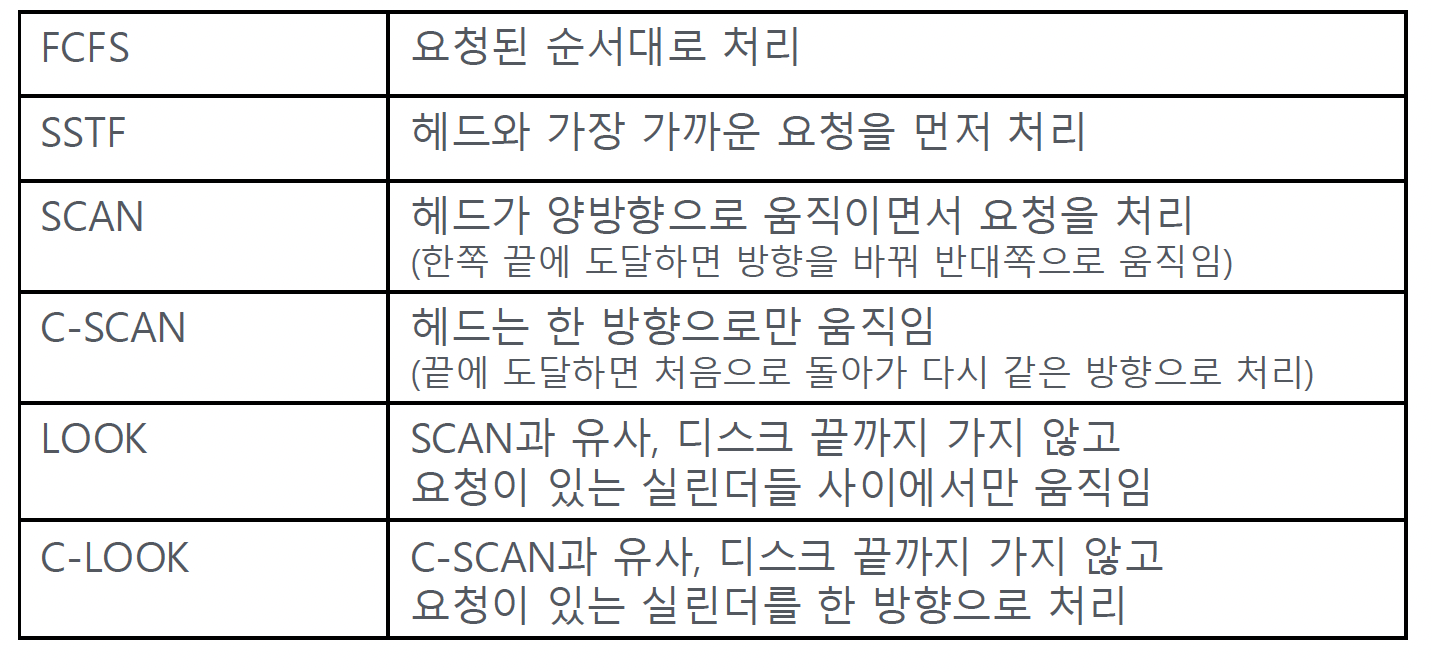 FCFS
요청된 순서대로 처리
SSTF
헤드와 가장 가까운 요청을 먼저 처리
SCAN
헤드가 양방향으로 움직이면서 요청을 처리
(한쪽 끝에 도달하면 방향을 바꿔 반대쪽으로 움직임)
C-SCAN
헤드는 한 방향으로만 움직임
(끝에 도달하면 처음으로 돌아가 다시 같은 방향으로 처리)
LOOK
SCAN과 유사, 디스크 끝까지 가지 않고
요청이 있는 실린더들 사이에서만 움직임
C-LOOK
C-SCAN과 유사, 디스크 끝까지 가지 않고
요청이 있는 실린더를 한 방향으로 처리